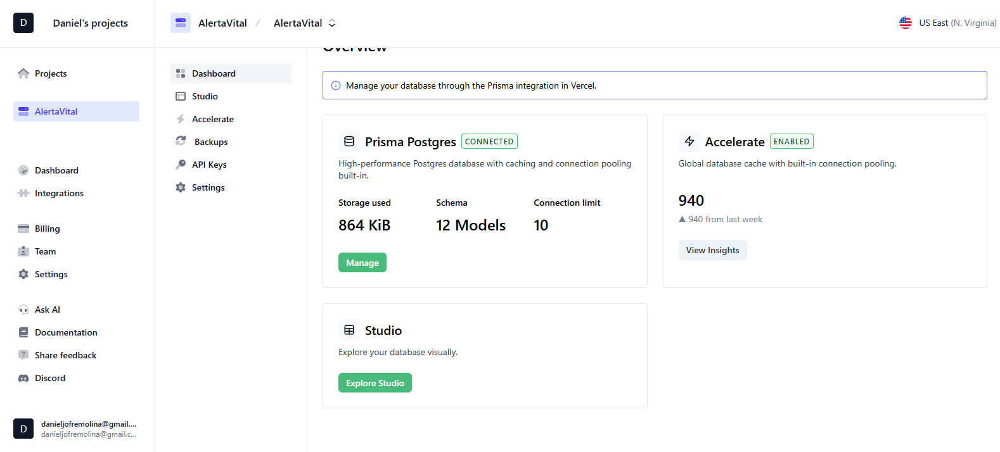 D
Daniel's projects
AlertaVital / AlertaVital
US East (N. Virginia)
Projects
AlertaVital
Dashboard
Integrations
Billing
Team
Settings
Ask AI
Documentation
Share feedback
Discord
D
danieljofremolina@gmail....
danieljofremolina@gmail.c...
Dashboard
Studio
Accelerate
Backups
API Keys
Settings
Overview
Manage your database through the Prisma integration in Vercel.
Prisma Postgres CONNECTED
High-performance Postgres database with caching and connection pooling
built-in.
Storage used Schema Connection limit
864 KiB 12 Models 10
Manage
Accelerate ENABLED
Global database cache with built-in connection pooling.
940
▲ 940 from last week
View Insights
Studio
Explore your database visually.
Explore Studio